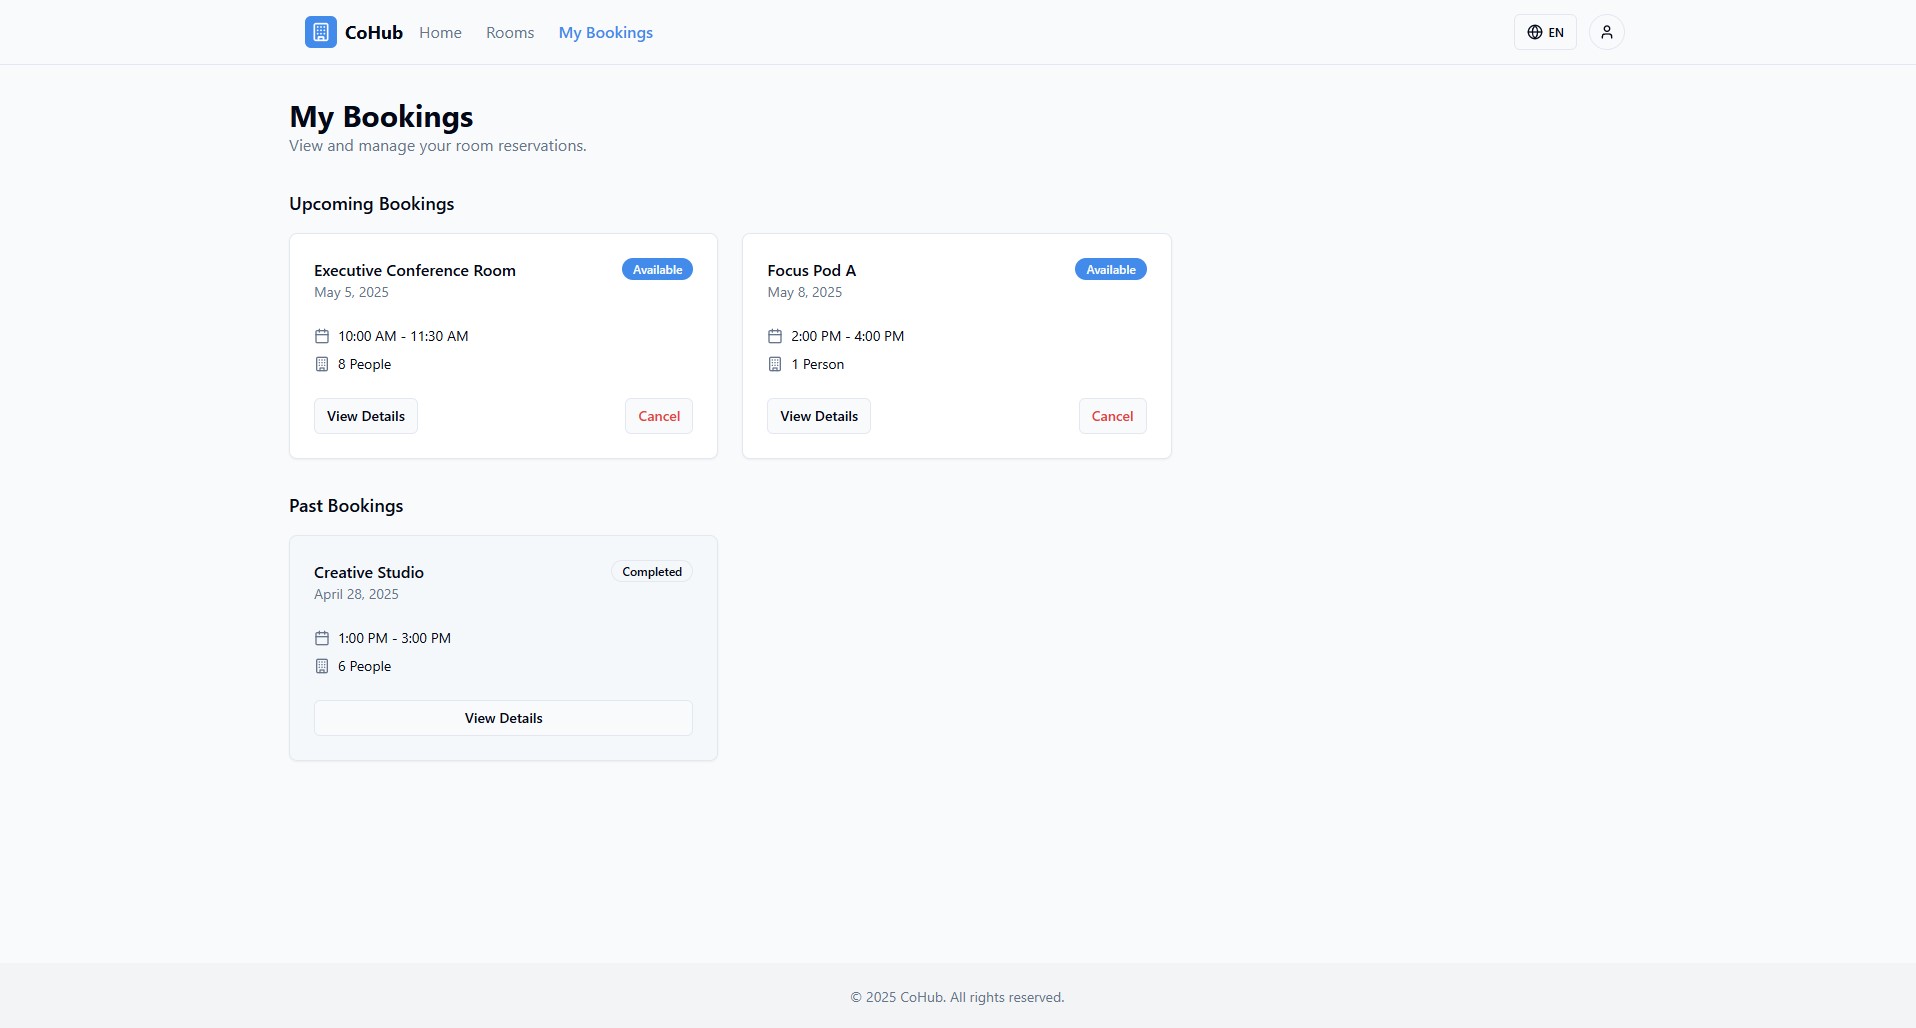 CoHub Home Rooms My Bookings EN
My Bookings
View and manage your room reservations.
Upcoming Bookings
Executive Conference Room Available
May 5, 2025
10:00 AM - 11:30 AM
8 People
View Details Cancel
Focus Pod A Available
May 8, 2025
2:00 PM - 4:00 PM
1 Person
View Details Cancel
Past Bookings
Creative Studio Completed
April 28, 2025
1:00 PM - 3:00 PM
6 People
View Details
© 2025 CoHub. All rights reserved.